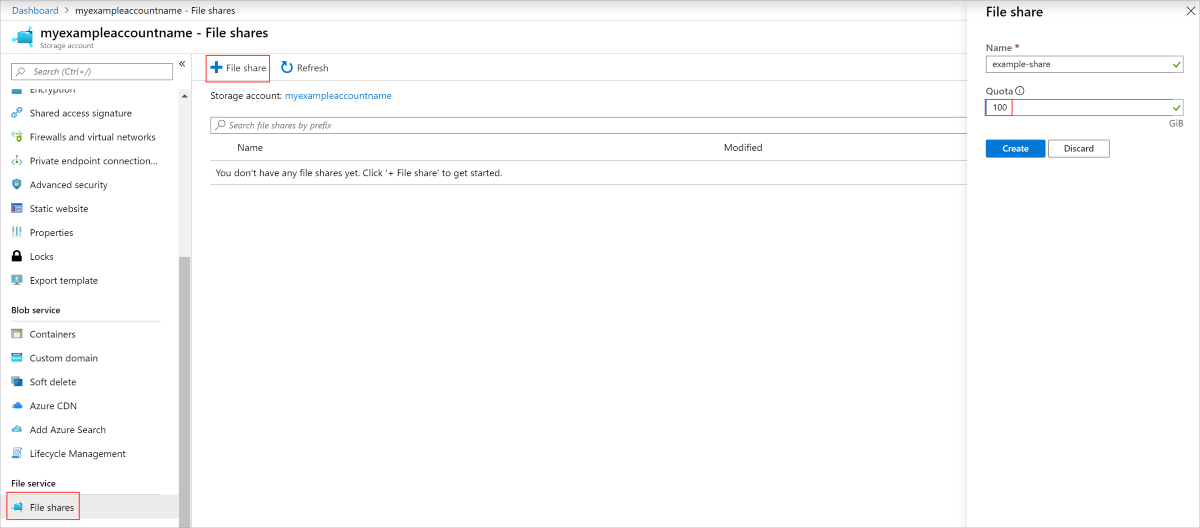 Dashboard > myexampleaccountname - File shares
myexampleaccountname - File shares
Storage account
Search (Ctrl+/)
«
Encryption
Shared access signature
Firewalls and virtual networks
Private endpoint connection...
Advanced security
Static website
Properties
Locks
Export template
Blob service
Containers
Custom domain
Soft delete
Azure CDN
Add Azure Search
Lifecycle Management
File service
File shares
+ File share
Refresh
Storage account: myexampleaccountname
Search file shares by prefix
Name Modified
You don't have any file shares yet. Click '+ File share' to get started.
File share
Name *
example-share
Quota
100
GiB
Create Discard